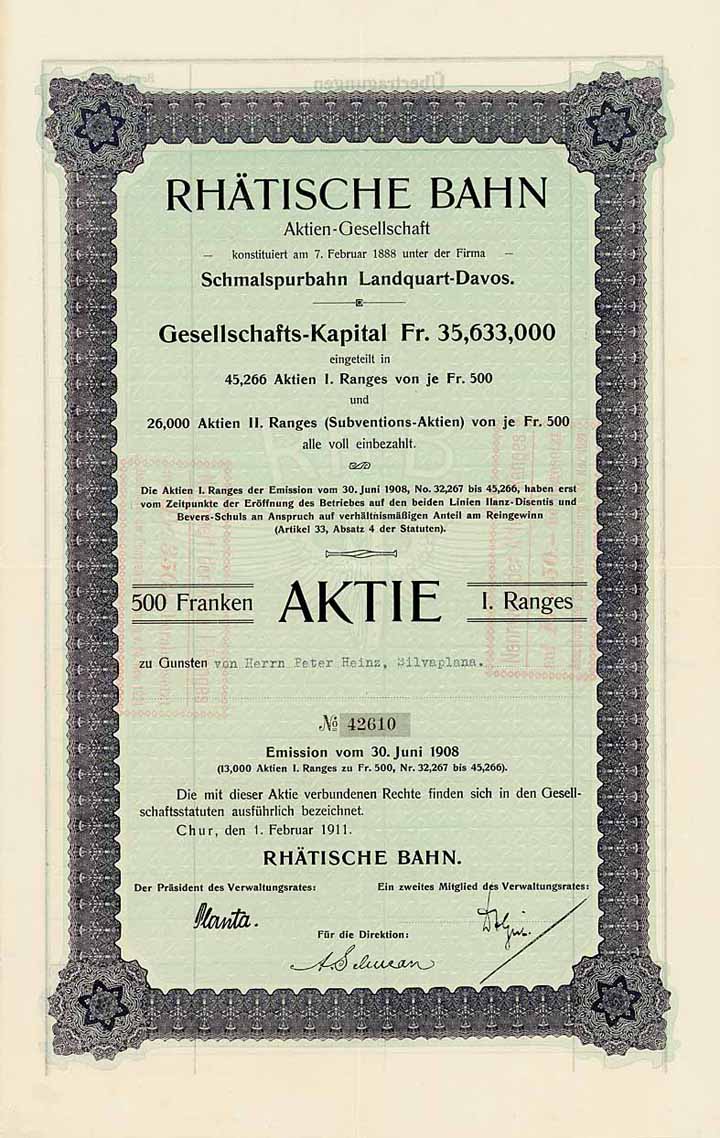 RHÄTISCHE BAHN
Aktien-Gesellschaft
— konstituiert am 7. Februar 1888 unter der Firma —
Schmalspurbahn Landquart-Davos.
Gesellschafts-Kapital Fr. 35,633,000
eingeteilt in
45,266 Aktien I. Ranges von je Fr. 500
und
26,000 Aktien II. Ranges (Subventions-Aktien) von je Fr. 500
alle voll einbezahlt.
Die Aktien I. Ranges der Emission vom 30. Juni 1908, No. 32,267 bis 45,266, haben erst
vom Zeitpunkte der Eröffnung des Betriebes auf den beiden Linien Ilanz-Disentis und
Bevers-Schuls an Anspruch auf verhältnismäßigen Anteil am Reingewinn
(Artikel 33, Absatz 4 der Statuten).
500 Franken AKTIE I. Ranges
zu Gunsten von Herrn Peter Heinz, Silvaplana.
No 42610
Emission vom 30. Juni 1908
(13,000 Aktien I. Ranges zu Fr. 500, Nr. 32,267 bis 45,266).
Die mit dieser Aktie verbundenen Rechte finden sich in den Gesell-
schaftsstatuten ausführlich bezeichnet.
Chur, den 1. Februar 1911.
RHÄTISCHE BAHN.
Der Präsident des Verwaltungsrates: Ein zweites Mitglied des Verwaltungsrates:
Planta.
Für die Direktion: